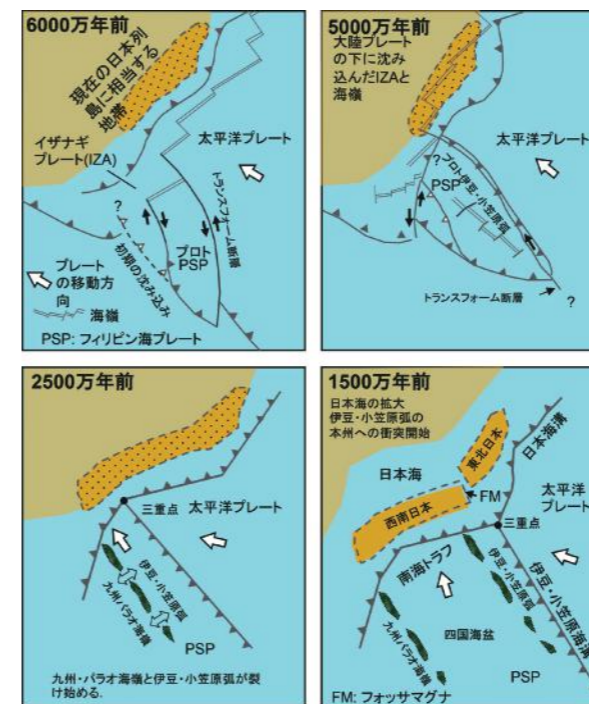 6000万年前
現在の日本列
島に相当する
地帯
イザナギ
プレート(IZA)
太平洋プレート
トランスフォーム断層
?
初期の沈み込み
プロト
PSP
プレート
の移動方
向
海嶺
PSP: フィリピン海プレート
5000万年前
大陸プレート
の下に沈み
込んだIZAと
海嶺
太平洋プレート
?
PSP
プロト伊豆・小笠原弧
トランスフォーム断層
?
2500万年前
太平洋プレート
三重点
伊豆・小笠原弧
九州パラオ海嶺
PSP
九州・パラオ海嶺と伊豆・小笠原弧が裂
け始める.
1500万年前
日本海の拡大
伊豆・小笠原弧の
本州への衝突開始
東北日本
日本海溝
日本海
FM
太平洋
プレート
西南日本
三重点
南海トラフ
伊豆・小笠原弧
伊豆・小笠原海溝
九州パラオ海嶺
四国海盆
PSP
FM: フォッサマグナ